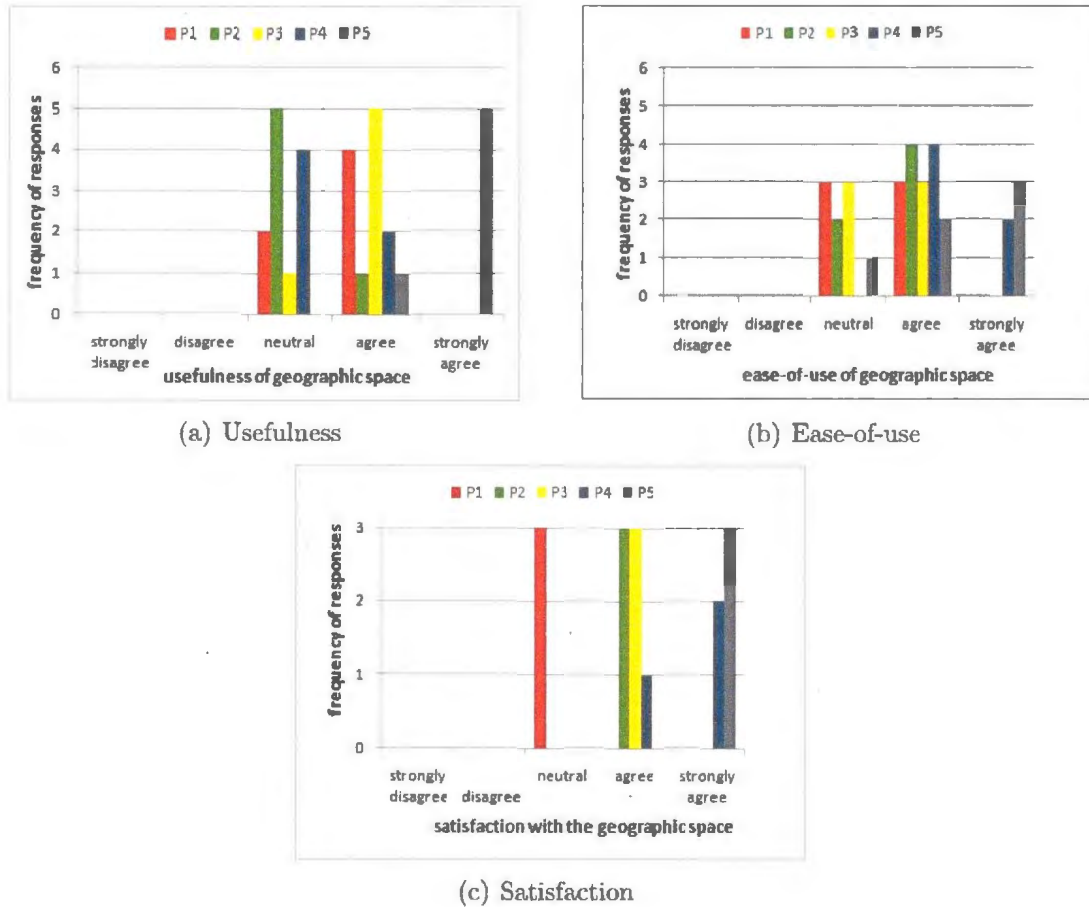 P1 P2 P3 P4 P5
6
5
4
3
2
1
0
frequency of responses
strongly disagree
disagree
neutral
agree
strongly agree
usefulness of geographic space
(a) Usefulness
P1 P2 P3 P4 P5
6
5
4
3
2
1
0
frequency of responses
strongly disagree
disagree
neutral
agree
strongly agree
ease-of-use of geographic space
(b) Ease-of-use
P1 P2 P3 P4 P5
3
2
1
0
frequency of responses
strongly disagree
disagree
neutral
agree
strongly agree
satisfaction with the geographic space
(c) Satisfaction